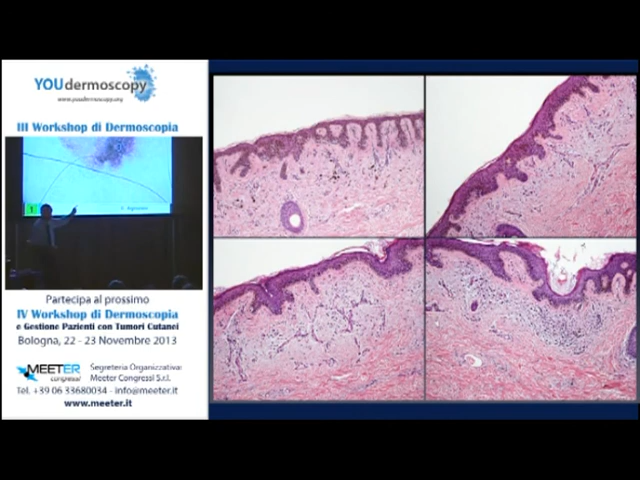 YOUdermoscopy
www.youdermoscopy.org
III Workshop di Dermoscopia
1
Partecipa al prossimo
IV Workshop di Dermoscopia
e Gestione Pazienti con Tumori Cutanei
Bologna, 22 - 23 Novembre 2013
MEETER
congressi
Segreteria Organizzativa:
Meeter Congressi S.r.l.
Tel. +39 06 33680034 - info@meeter.it
www.meeter.it